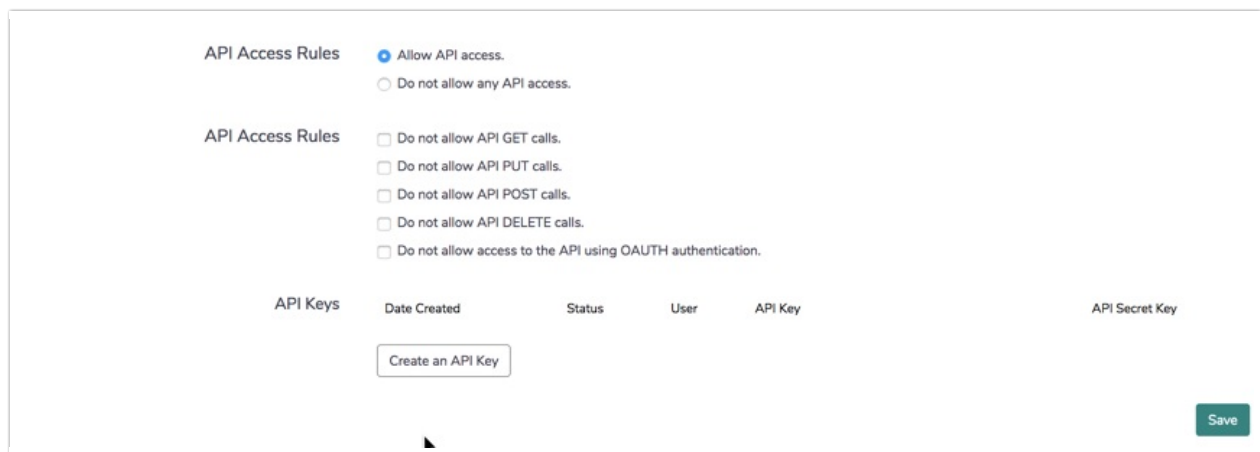 API Access Rules Allow API access.
Do not allow any API access.
API Access Rules Do not allow API GET calls.
Do not allow API PUT calls.
Do not allow API POST calls.
Do not allow API DELETE calls.
Do not allow access to the API using OAUTH authentication.
API Keys Date Created Status User API Key API Secret Key
Create an API Key
Save